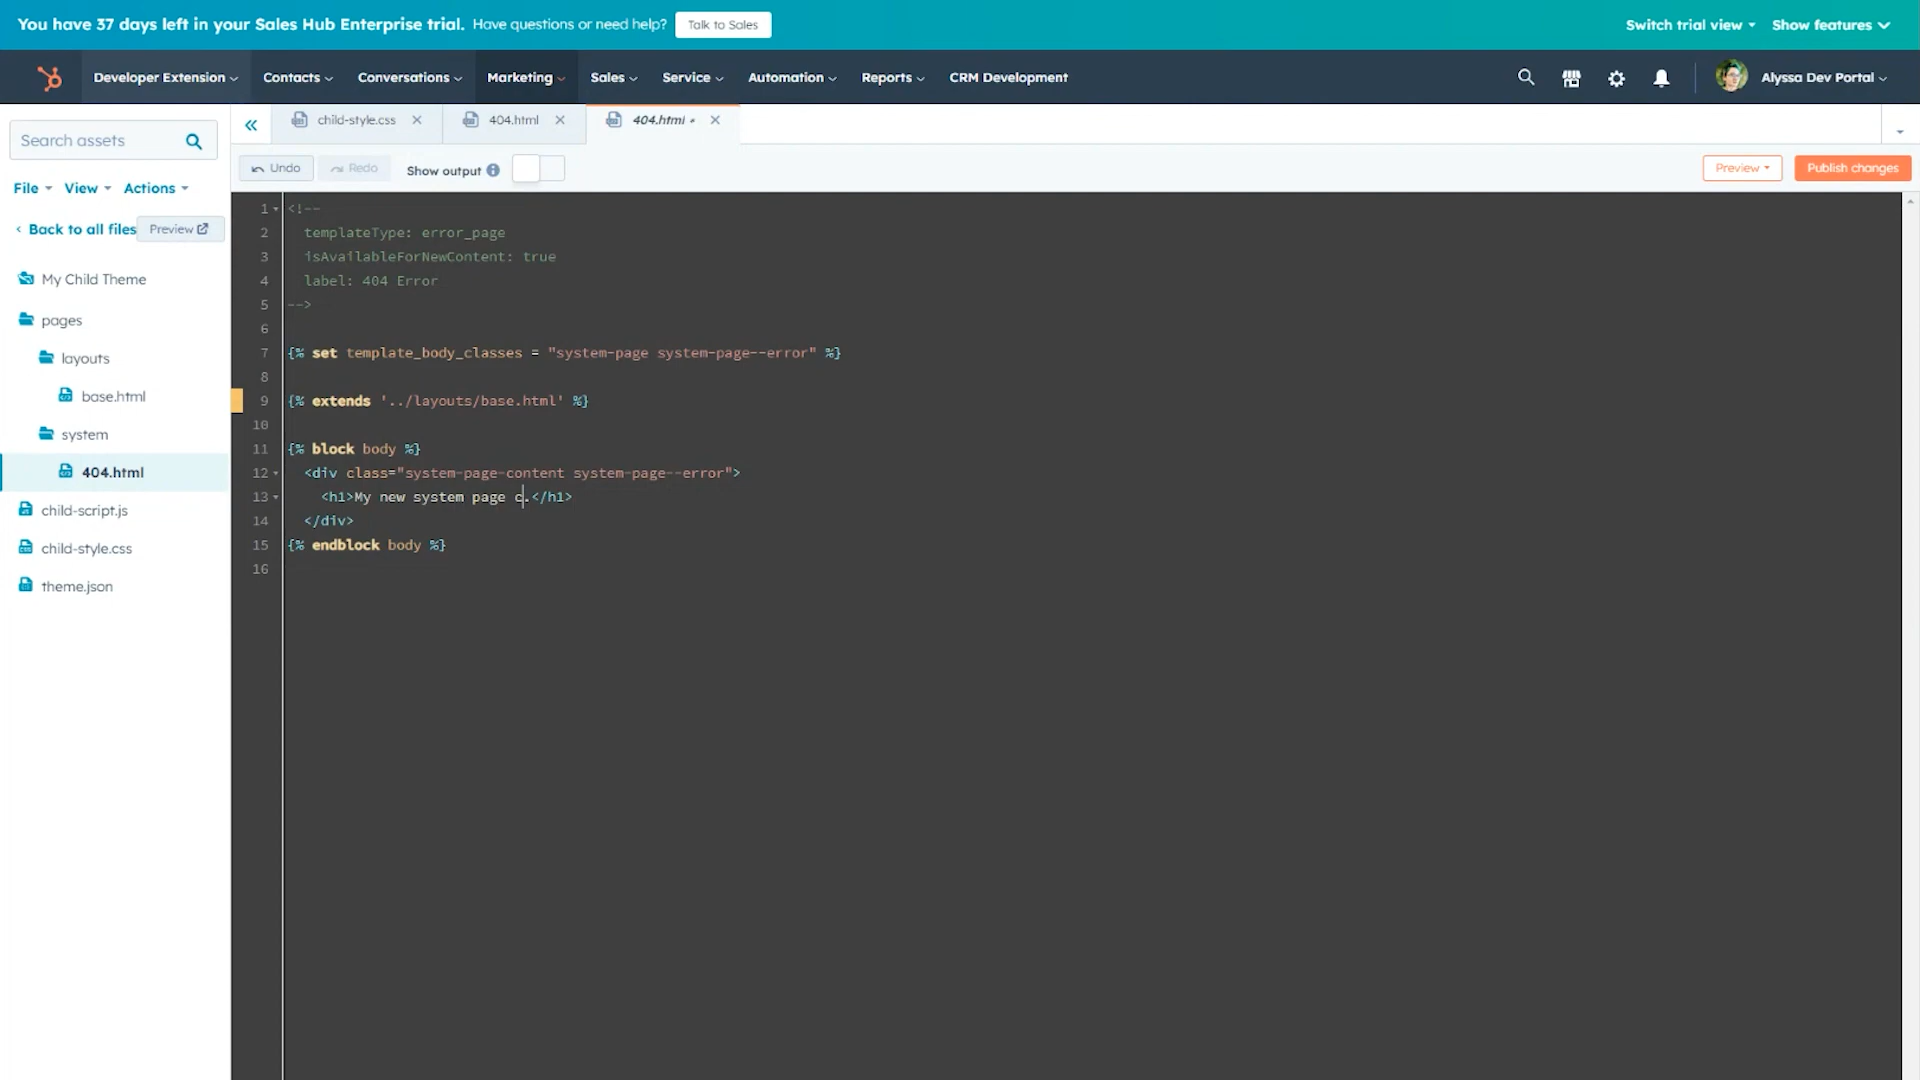 You have 37 days left in your Sales Hub Enterprise trial. Have questions or need help? Talk to Sales Switch trial view Show features
Developer Extension Contacts Conversations Marketing Sales Service Automation Reports CRM Development Alyssa Dev Portal
Search assets
child-style.css 404.html 404.html
Undo Redo Show output Preview Publish changes
File View Actions
Back to all files Preview
My Child Theme
pages
layouts
base.html
system
404.html
child-script.js
child-style.css
theme.json
1 <!--
2 templateType: error_page
3 isAvailableForNewContent: true
4 label: 404 Error
5 -->
6
7 {% set template_body_classes = "system-page system-page--error" %}
8
9 {% extends '../layouts/base.html' %}
10
11 {% block body %}
12 <div class="system-page-content system-page--error">
13 <h1>My new system page c.</h1>
14 </div>
15 {% endblock body %}
16